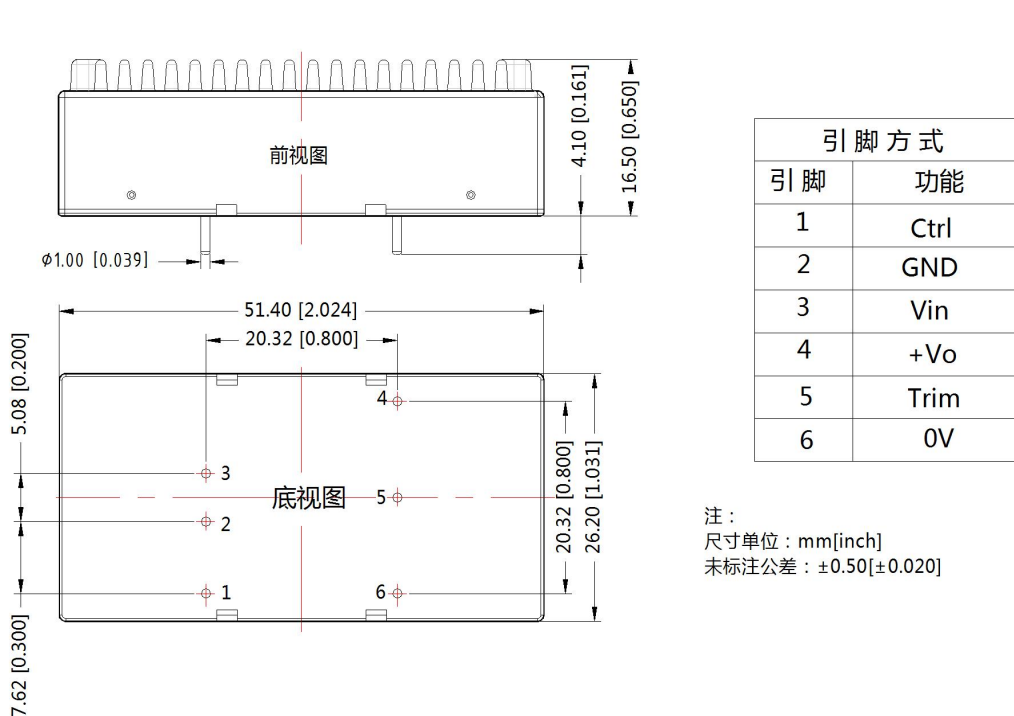 前视图
4.10 [0.161]
16.50 [0.650]
φ1.00 [0.039]
51.40 [2.024]
20.32 [0.800]
5.08 [0.200]
7.62 [0.300]
4
3
底视图
5
2
1
6
20.32 [0.800]
26.20 [1.031]
引脚方式
引脚 功能
1 Ctrl
2 GND
3 Vin
4 +Vo
5 Trim
6 0V
注：
尺寸单位：mm[inch]
未标注公差：±0.50[±0.020]